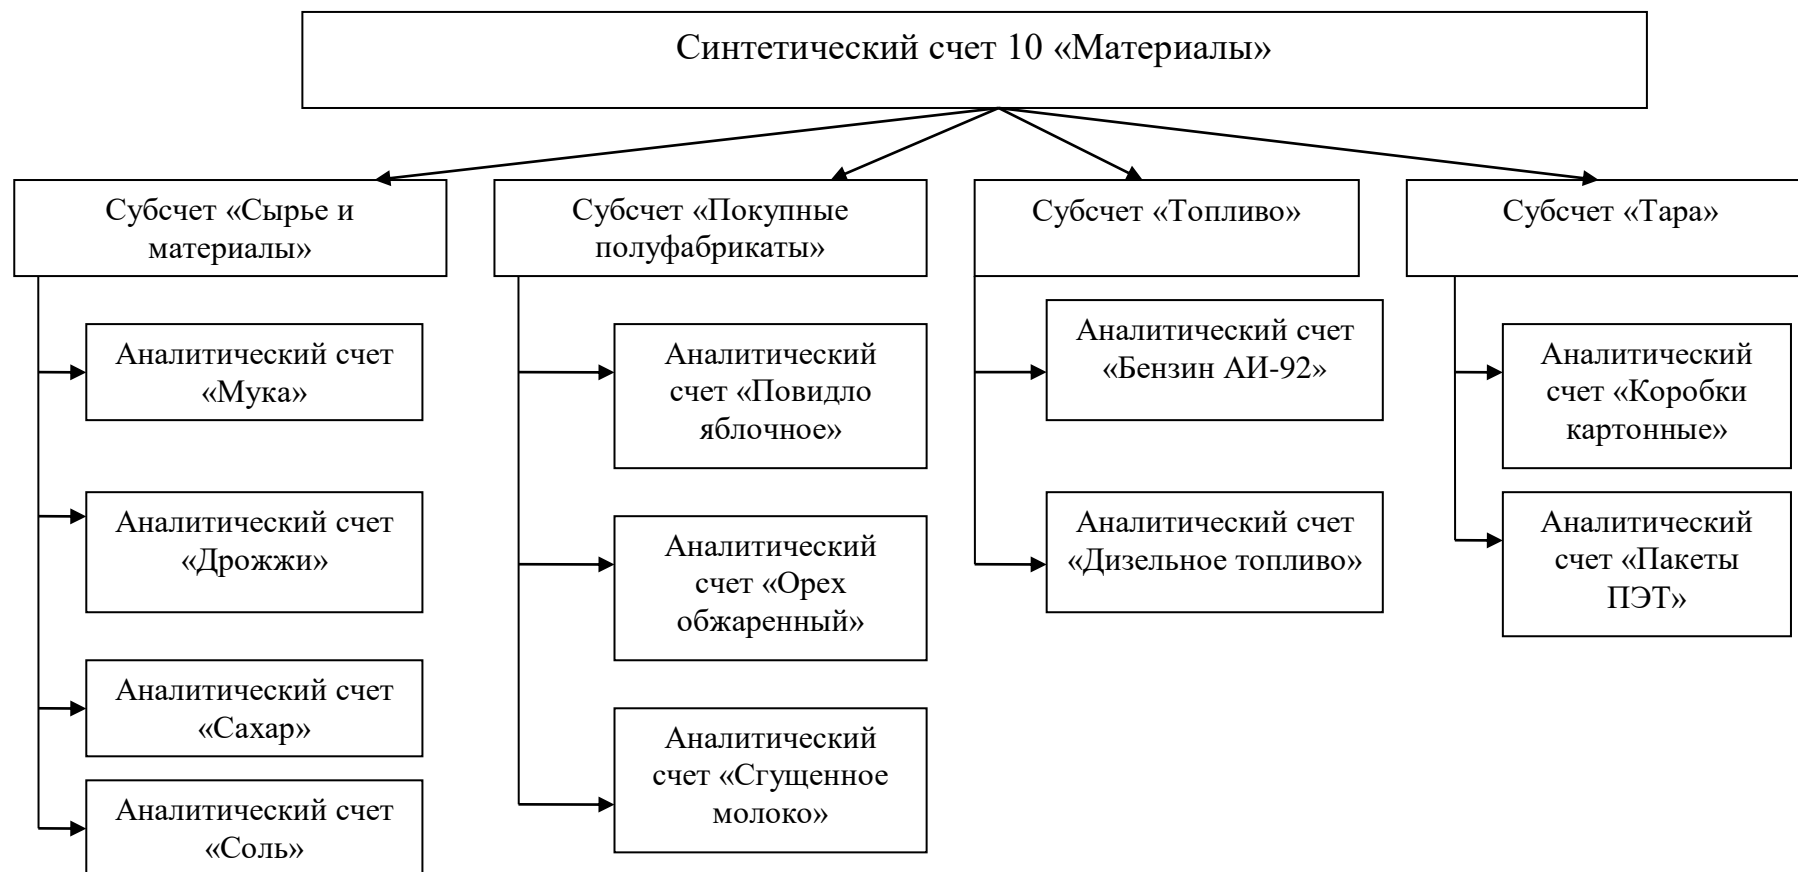 Синтетический счет 10 «Материалы»
Субсчет «Сырье и
материалы»
Субсчет «Покупные
полуфабрикаты»
Субсчет «Топливо»
Субсчет «Тара»
Аналитический счет
«Мука»
Аналитический счет
«Дрожжи»
Аналитический счет
«Сахар»
Аналитический счет
«Соль»
Аналитический
счет «Повидло
яблочное»
Аналитический
счет «Орех
обжаренный»
Аналитический
счет «Сгущенное
молоко»
Аналитический счет
«Бензин АИ-92»
Аналитический счет
«Дизельное топливо»
Аналитический
счет «Коробки
картонные»
Аналитический
счет «Пакеты
ПЭТ»